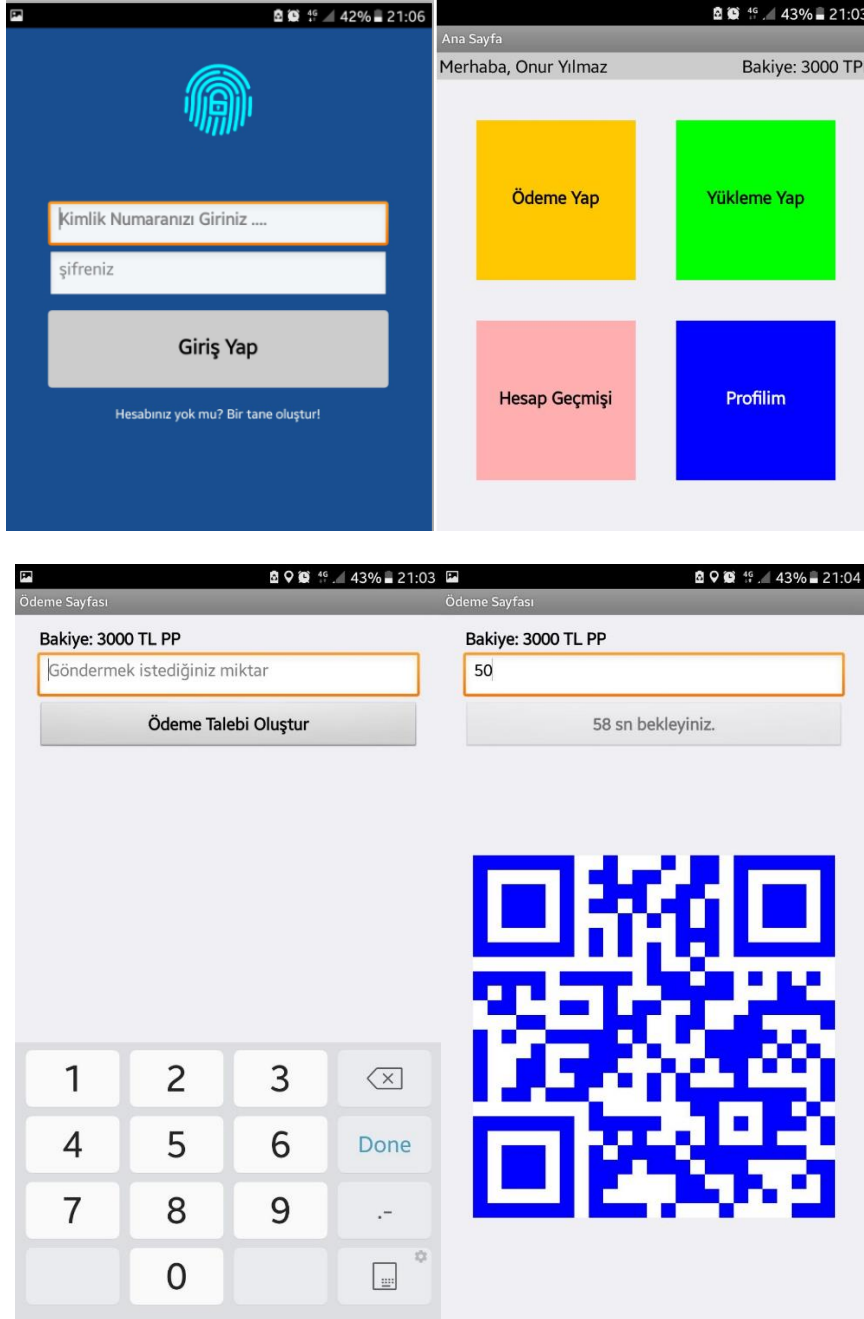 42% 21:06
Kimlik Numaranızı Giriniz ....
şifreniz
Giriş Yap
Hesabınız yok mu? Bir tane oluştur!
4G 43% 21:03
Ana Sayfa
Merhaba, Onur Yılmaz Bakiye: 3000 TP
Ödeme Yap Yükleme Yap
Hesap Geçmişi Profilim
4G 43% 21:03
Ödeme Sayfası
Bakiye: 3000 TL PP
Göndermek istediğiniz miktar
Ödeme Talebi Oluştur
1 2 3
4 5 6 Done
7 8 9 .-
0
4G 43% 21:04
Ödeme Sayfası
Bakiye: 3000 TL PP
50
58 sn bekleyiniz.